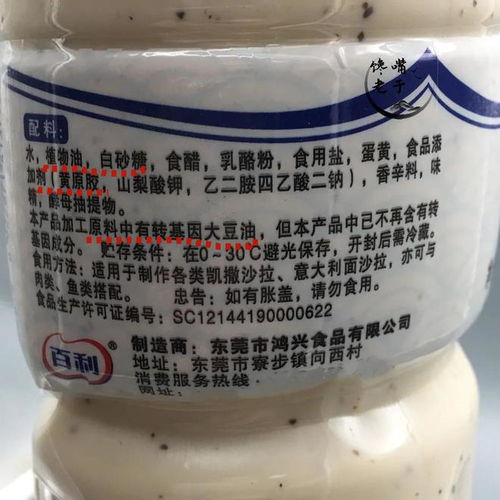 馋嘴
老于
配料:
水,植物油,白砂糖,食醋,乳酪粉,食用盐,蛋黄,食品添
加剂(黄原胶,山梨酸钾,乙二胺四乙酸二钠),香辛料,味
精,酵母抽提物。
本产品加工原料中有转基因大豆油,但本产品中已不再含有转
基因成分。 贮存条件:在0~30℃避光保存,开封后需冷藏。
食用方法:适用于制作各类凯撒沙拉、意大利面沙拉,亦可与
肉类、鱼类搭配。 忠告:如有胀盖,请勿食用。
食品生产许可证编号:SC12144190000622
百利®
制造商:东莞市鸿兴食品有限公司
地址:东莞市寮步镇向西村
消费服务热线
网址: